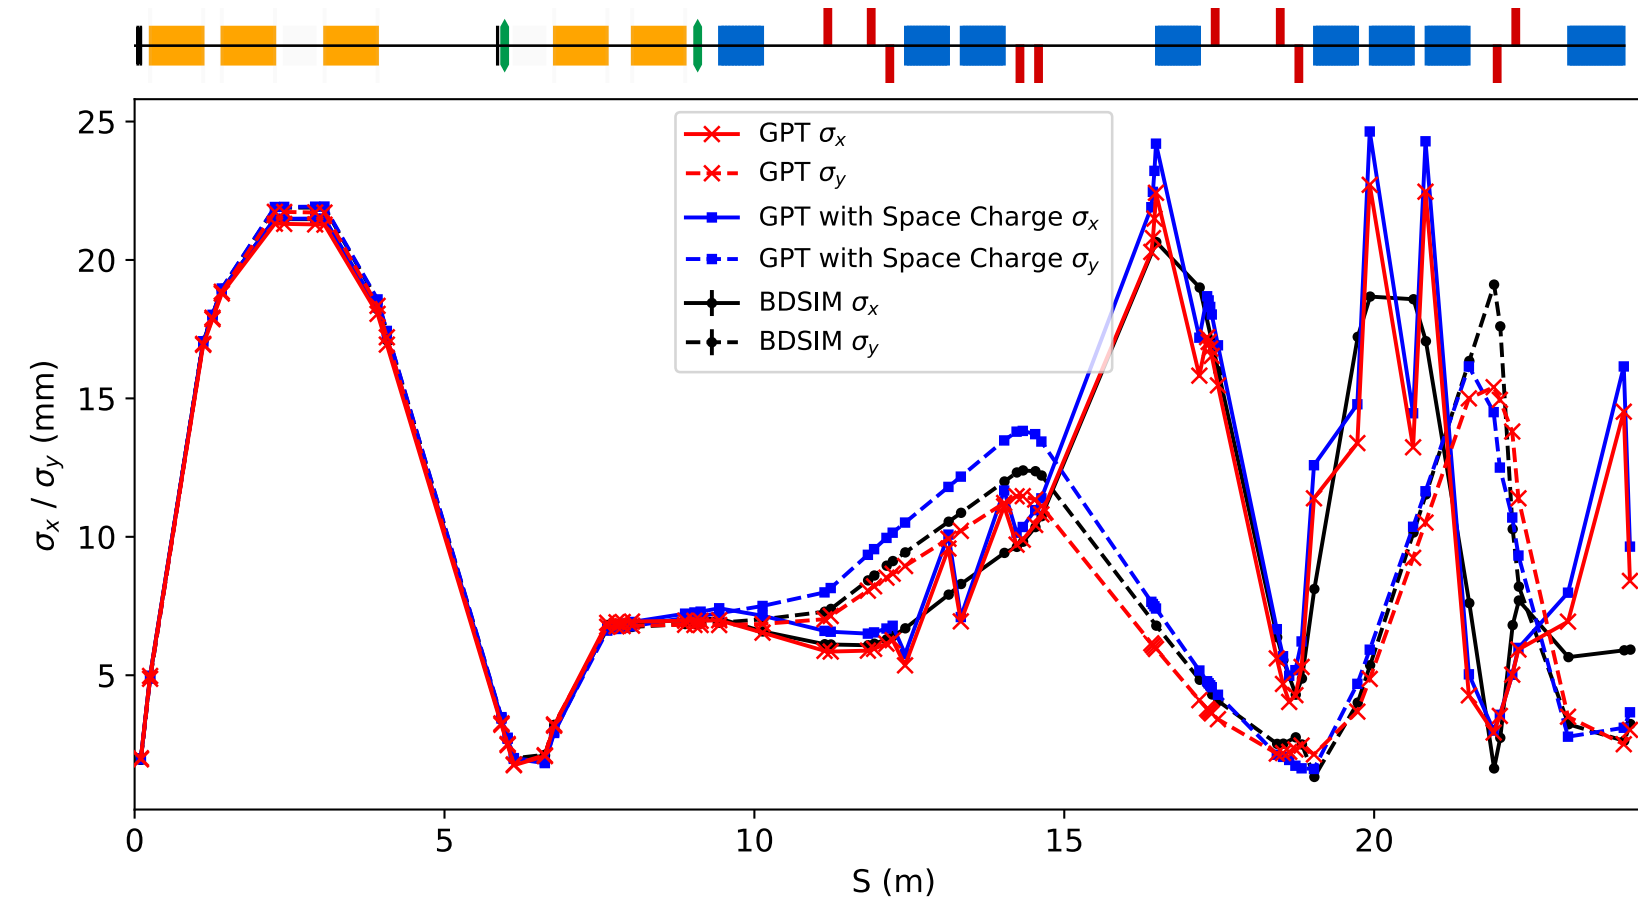 GPT σx
GPT σy
GPT with Space Charge σx
GPT with Space Charge σy
BDSIM σx
BDSIM σy
25
20
15
10
5
σx / σy (mm)
0 5 10 15 20
S (m)